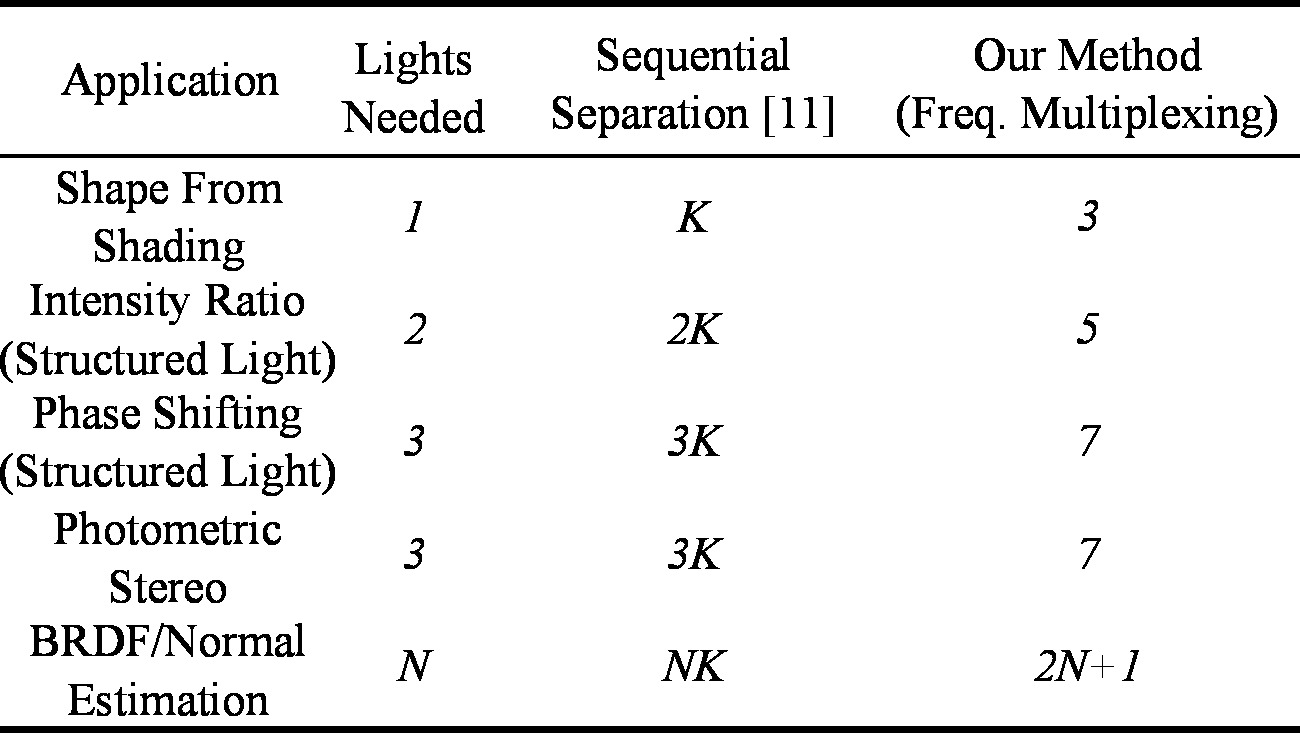 Application Lights Needed Sequential Separation [11] Our Method (Freq. Multiplexing)
Shape From Shading 1 K 3
Intensity Ratio (Structured Light) 2 2K 5
Phase Shifting (Structured Light) 3 3K 7
Photometric Stereo 3 3K 7
BRDF/Normal Estimation N NK 2N+1